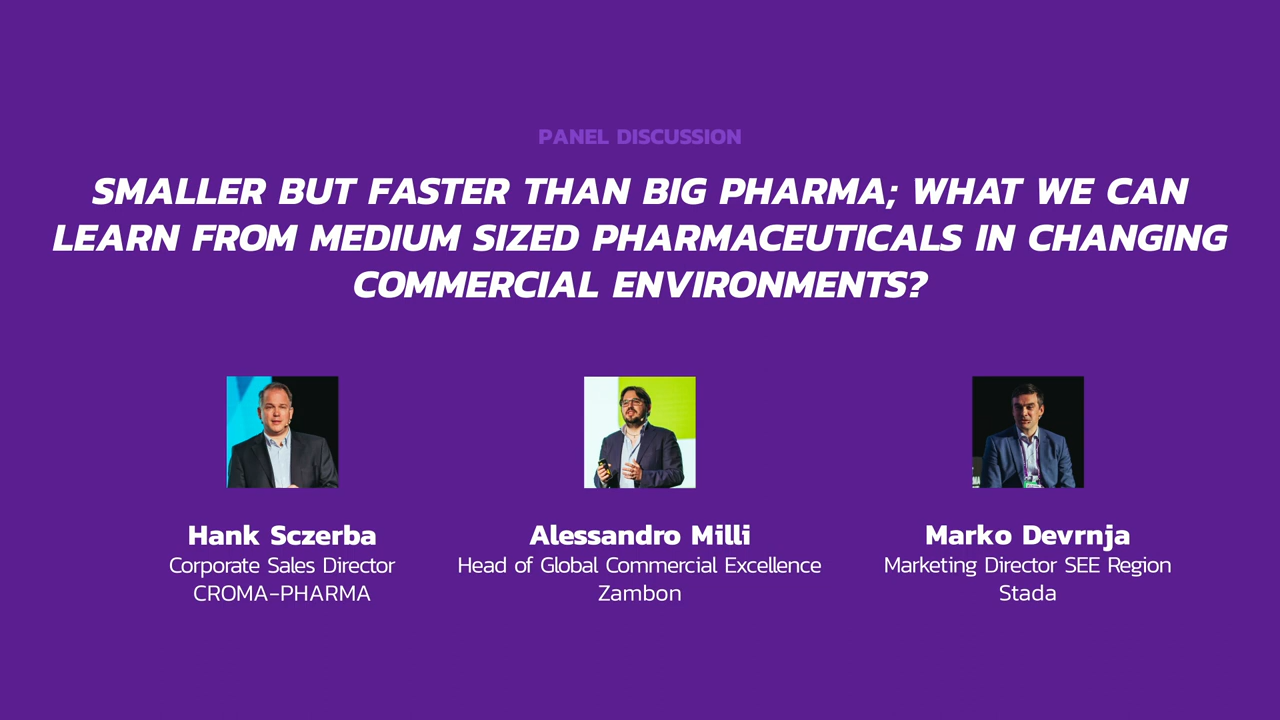 PANEL DISCUSSION
SMALLER BUT FASTER THAN BIG PHARMA; WHAT WE CAN
LEARN FROM MEDIUM SIZED PHARMACEUTICALS IN CHANGING
COMMERCIAL ENVIRONMENTS?
Hank Sczerba
Corporate Sales Director
CROMA-PHARMA
Alessandro Milli
Head of Global Commercial Excellence
Zambon
Marko Devrnja
Marketing Director SEE Region
Stada